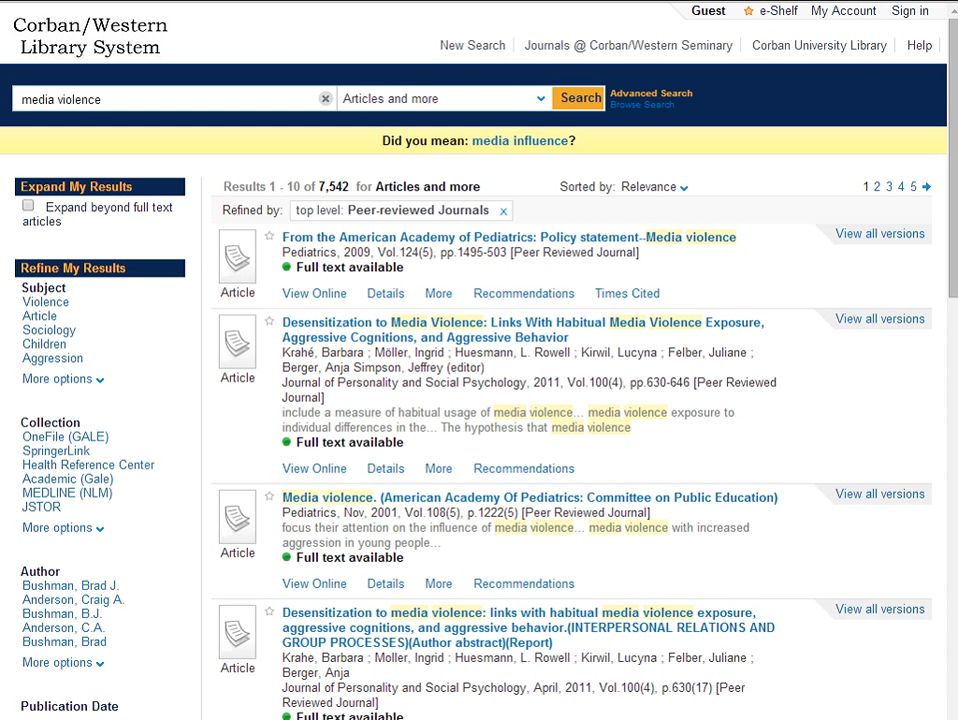 Guest e-Shelf My Account Sign in
Corban/Western
Library System
New Search Journals @ Corban/Western Seminary Corban University Library Help
media violence Articles and more Search Advanced Search
Browse Search
Did you mean: media influence?
Expand My Results
Expand beyond full text
articles
Refine My Results
Subject
Violence
Article
Sociology
Children
Aggression
More options
Collection
OneFile (GALE)
SpringerLink
Health Reference Center
Academic (Gale)
MEDLINE (NLM)
JSTOR
More options
Author
Bushman, Brad J.
Anderson, Craig A.
Bushman, B.J.
Anderson, C.A.
Bushman, Brad
More options
Publication Date
Results 1 - 10 of 7,542 for Articles and more Sorted by: Relevance 1 2 3 4 5
Refined by: top level: Peer-reviewed Journals x
From the American Academy of Pediatrics: Policy statement--Media violence View all versions
Pediatrics, 2009, Vol.124(5), pp.1495-503 [Peer Reviewed Journal]
Full text available
Article
View Online Details More Recommendations Times Cited
Desensitization to Media Violence: Links With Habitual Media Violence Exposure, View all versions
Aggressive Cognitions, and Aggressive Behavior
Krahé, Barbara ; Möller, Ingrid ; Huesmann, L. Rowell ; Kirwil, Lucyna ; Felber, Juliane ;
Berger, Anja Simpson, Jeffrey (editor)
Article
Journal of Personality and Social Psychology, 2011, Vol.100(4), pp.630-646 [Peer Reviewed
Journal]
include a measure of habitual usage of media violence... media violence exposure to
individual differences in the... The hypothesis that media violence
Full text available
View Online Details More Recommendations
Media violence. (American Academy Of Pediatrics: Committee on Public Education) View all versions
Pediatrics, Nov, 2001, Vol.108(5), p.1222(5) [Peer Reviewed Journal]
focus their attention on the influence of media violence... media violence with increased
aggression in young people...
Article
Full text available
View Online Details More Recommendations
Desensitization to media violence: links with habitual media violence exposure, View all versions
aggressive cognitions, and aggressive behavior.(INTERPERSONAL RELATIONS AND
GROUP PROCESSES)(Author abstract)(Report)
Krahe, Barbara ; Moller, Ingrid ; Huesmann, L. Rowell ; Kirwil, Lucyna ; Felber, Juliane ;
Article
Berger, Anja
Journal of Personality and Social Psychology, April, 2011, Vol.100(4), p.630(17) [Peer
Reviewed Journal]
Full text available